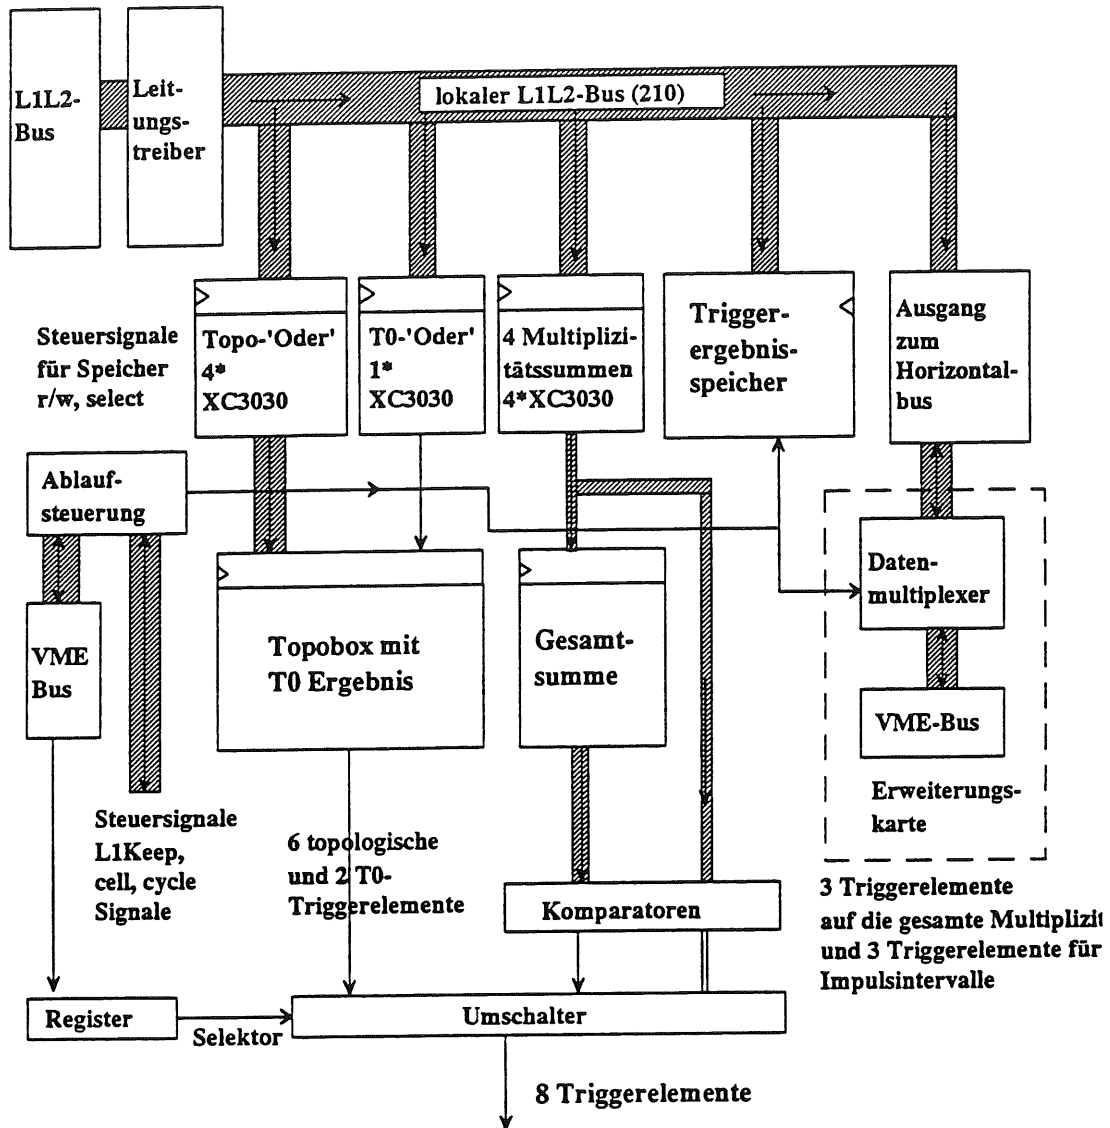 L1L2-
Bus
Leit-
ungs-
treiber
lokaler L1L2-Bus (210)
Steuersignale
für Speicher
r/w, select
Topo-'Oder'
4*
XC3030
T0-'Oder'
1*
XC3030
4 Multiplizi-
tätssummen
4*XC3030
Trigger-
ergebnis-
speicher
Ausgang
zum
Horizontal-
bus
Ablauf-
steuerung
VME
Bus
Topobox mit
T0 Ergebnis
Gesamt-
summe
Daten-
multiplexer
VME-Bus
Erweiterungs-
karte
Steuersignale
L1Keep,
cell, cycle
Signale
6 topologische
und 2 T0-
Triggerelemente
Komparatoren
3 Triggerelemente
auf die gesamte Multiplizit
und 3 Triggerelemente für
Impulsintervalle
Register
Selektor
Umschalter
8 Triggerelemente